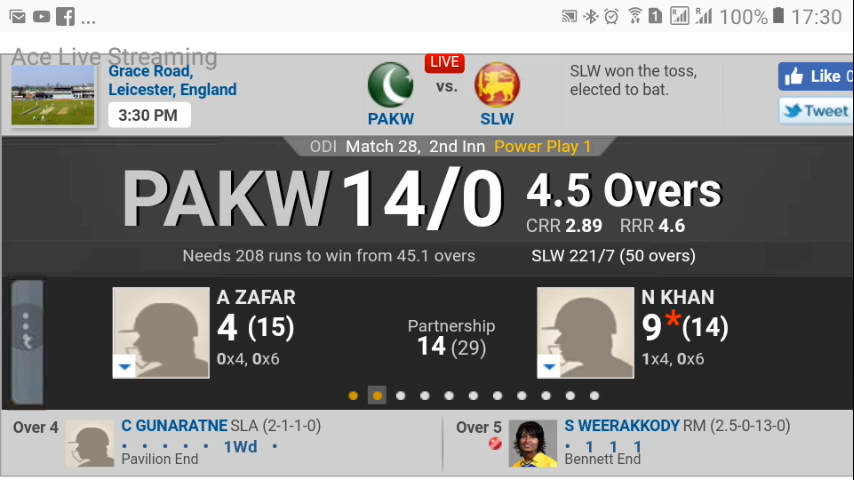 ...
1
100%
17:30
Ace Live Streaming
Grace Road,
Leicester, England
3:30 PM
LIVE
vs.
PAKW
SLW
SLW won the toss,
elected to bat.
Like 0
Tweet
ODI Match 28, 2nd Inn Power Play 1
PAKW 14/0
4.5 Overs
CRR 2.89 RRR 4.6
Needs 208 runs to win from 45.1 overs
SLW 221/7 (50 overs)
A ZAFAR
4 (15)
0x4, 0x6
Partnership
14 (29)
N KHAN
9*(14)
1x4, 0x6
Over 4
C GUNARATNE SLA (2-1-1-0)
• • • • • 1Wd •
Pavilion End
Over 5
S WEERAKKODY RM (2.5-0-13-0)
• 1 1 1
Bennett End